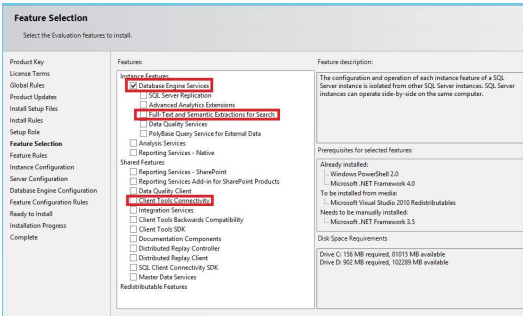 Feature Selection
Select the Evaluation features to install.
Product Key
License Terms
Global Rules
Product Updates
Install Setup Files
Install Rules
Setup Role
Feature Selection
Feature Rules
Instance Configuration
Server Configuration
Database Engine Configuration
Feature Configuration Rules
Ready to Install
Installation Progress
Complete
Features:
Instance Features
Database Engine Services
SQL Server Replication
Advanced Analytics Extensions
Full-Text and Semantic Extractions for Search
Data Quality Services
PolyBase Query Service for External Data
Analysis Services
Reporting Services - Native
Shared Features
Reporting Services - SharePoint
Reporting Services Add-in for SharePoint Products
Data Quality Client
Client Tools Connectivity
Integration Services
Client Tools Backwards Compatibility
Client Tools SDK
Documentation Components
Distributed Replay Controller
Distributed Replay Client
SQL Client Connectivity SDK
Master Data Services
Redistributable Features
Feature description:
The configuration and operation of each instance feature of a SQL
Server instance is isolated from other SQL Server instances. SQL Server
instances can operate side-by-side on the same computer.
Prerequisites for selected features:
Already installed:
Windows PowerShell 2.0
Microsoft .NET Framework 4.0
To be installed from media:
Microsoft Visual Studio 2010 Redistributables
Needs to be manually installed:
Microsoft .NET Framework 3.5
Disk Space Requirements
Drive C: 156 MB required, 81015 MB available
Drive D: 902 MB required, 102289 MB available